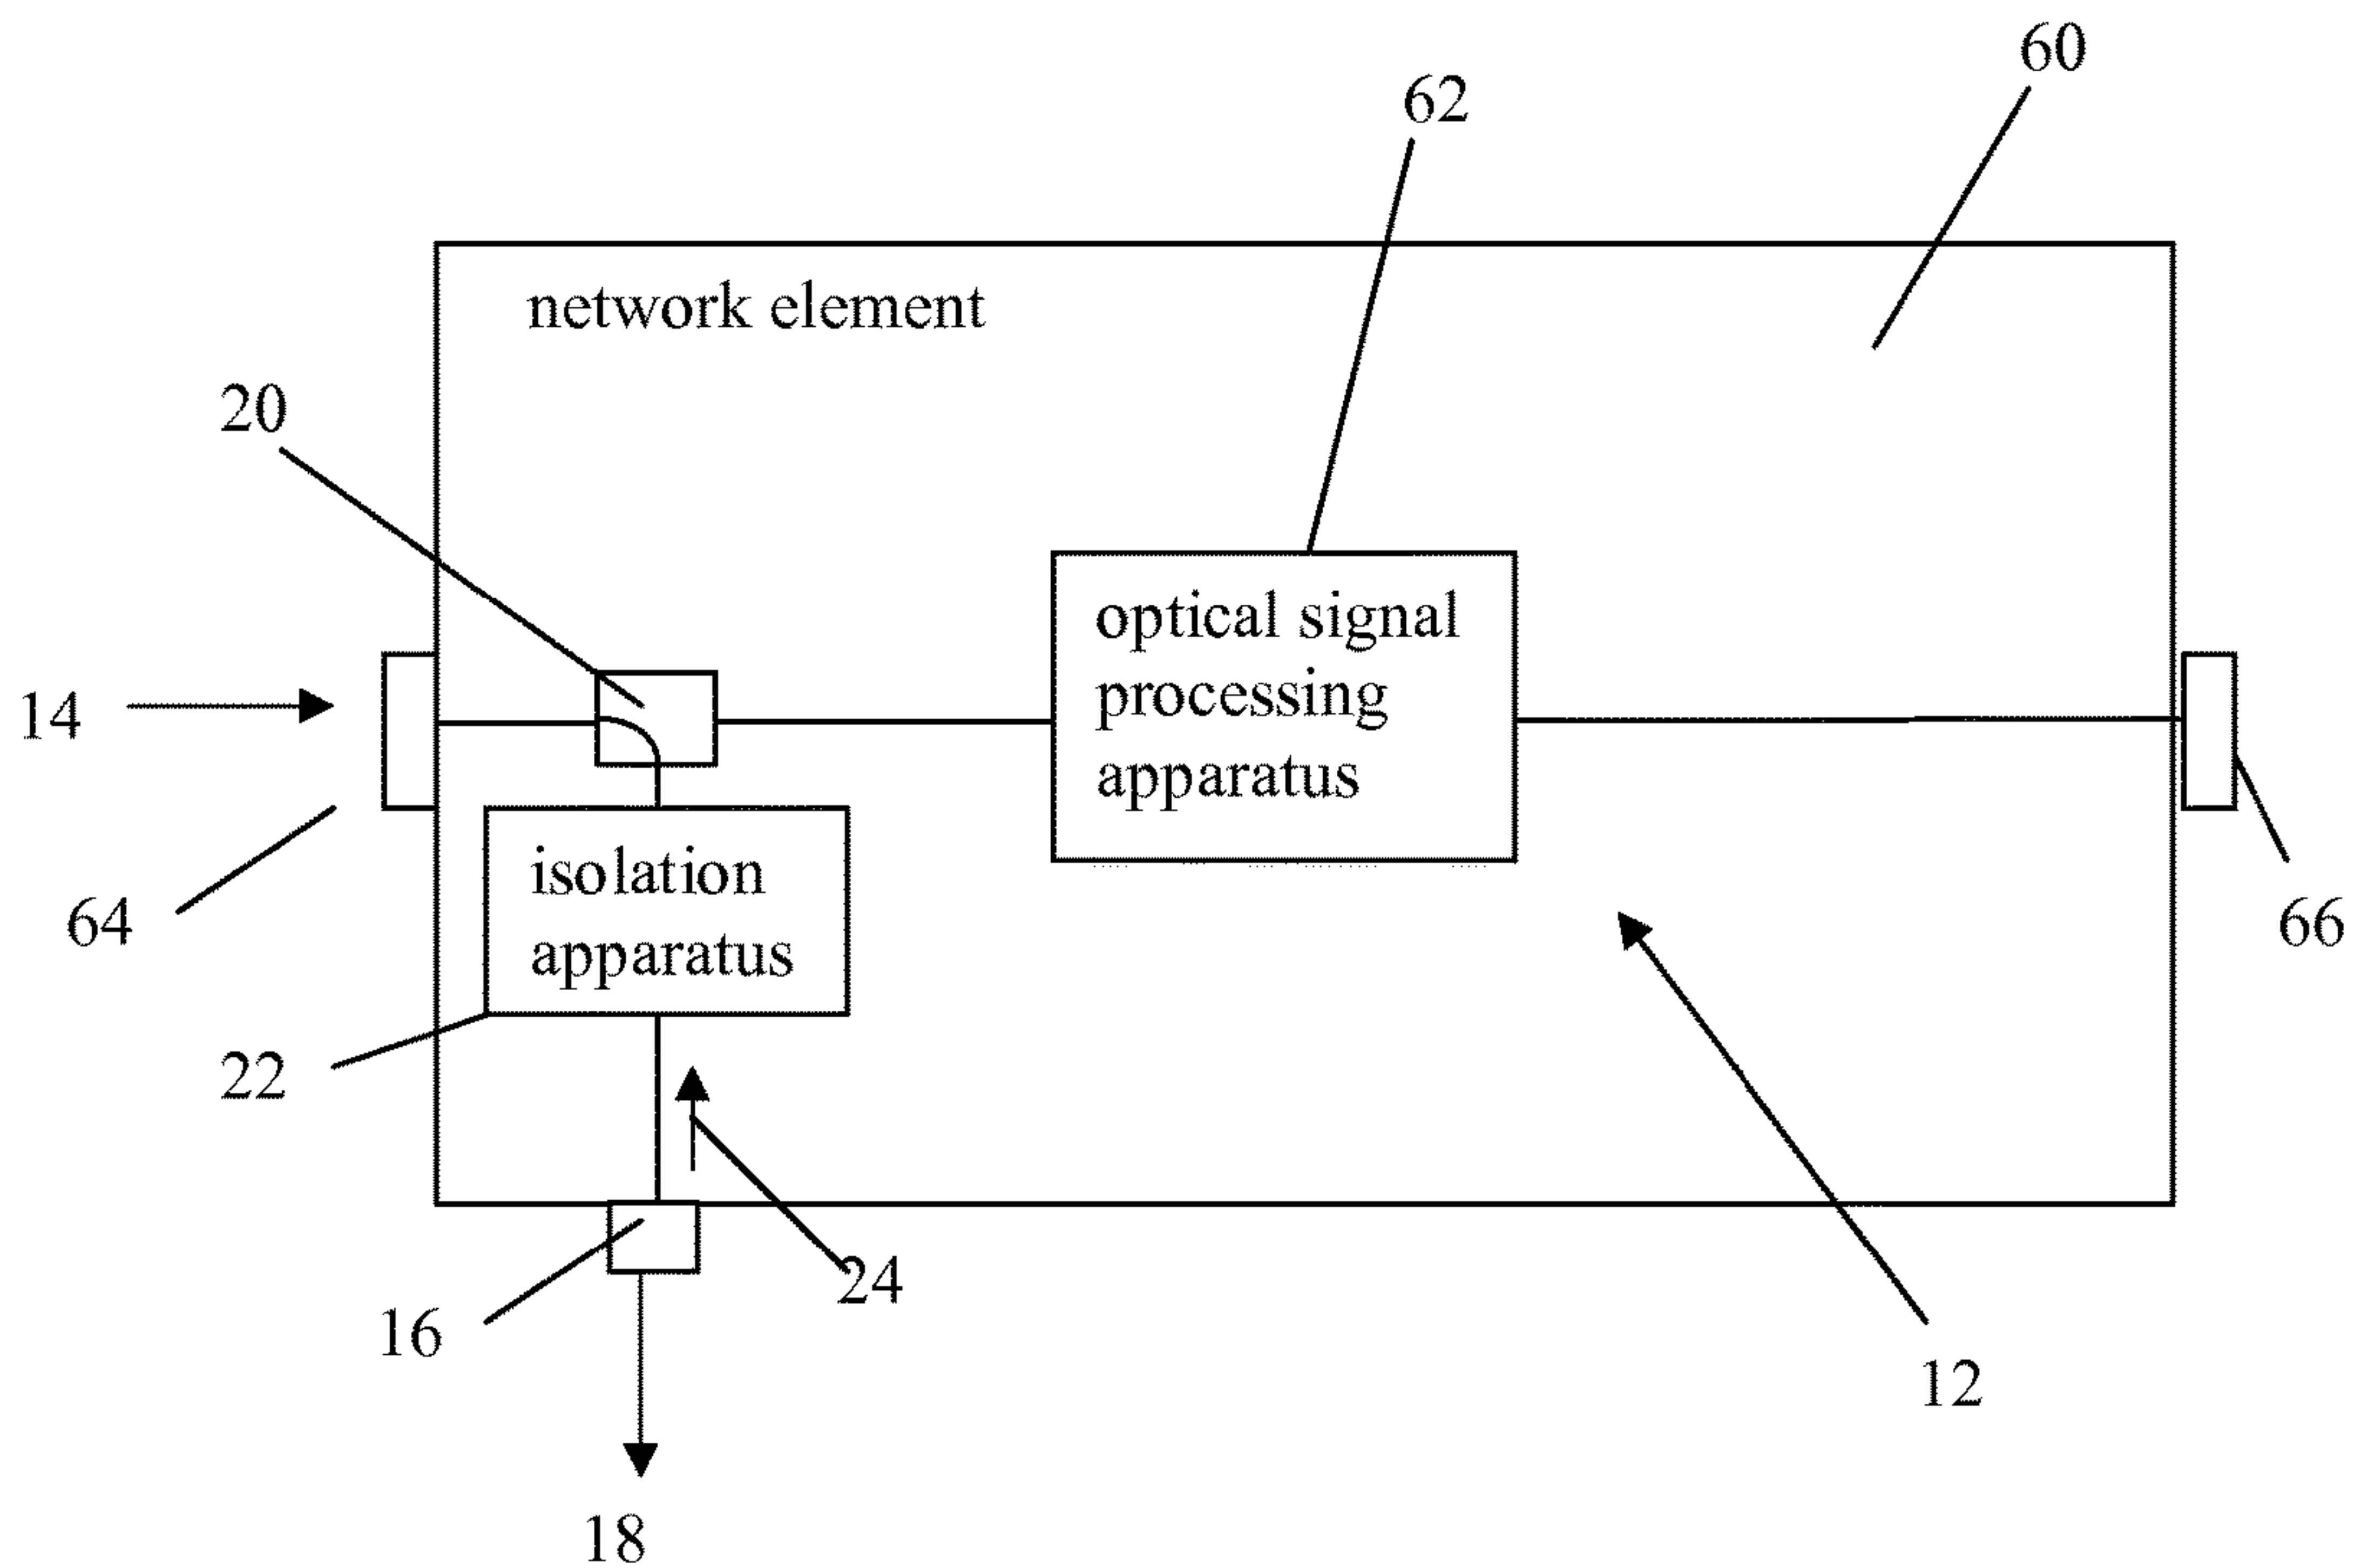 60
62
network element
20
optical signal
processing
apparatus
14
isolation
apparatus
64
66
22
24
16
12
18